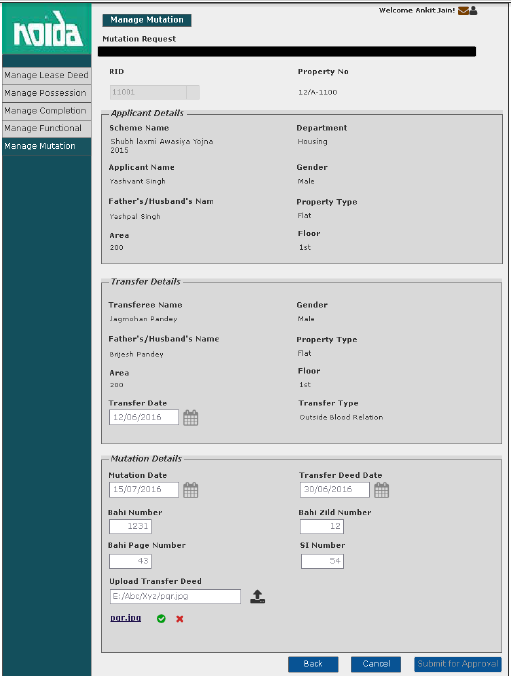 Welcome Ankit Jain!
noida
Manage Mutation
Mutation Request
Manage Lease Deed
Manage Possession
Manage Completion
Manage Functional
Manage Mutation
RID
Property No
11001
12/A-1100
Applicant Details
Scheme Name
Department
Shubh laxmi Awasiya Yojna
2015
Housing
Applicant Name
Gender
Yashvant Singh
Male
Father's/Husband's Nam
Property Type
Yashpal Singh
Flat
Area
Floor
200
1st
Transfer Details
Transferee Name
Gender
Jagmohan Pandey
Male
Father's/Husband's Name
Property Type
Brijesh Pandey
Flat
Area
Floor
200
1st
Transfer Date
Transfer Type
12/06/2016
Outside Blood Relation
Mutation Details
Mutation Date
Transfer Deed Date
15/07/2016
30/06/2016
Bahi Number
Bahi Zild Number
1231
12
Bahi Page Number
SI Number
43
54
Upload Transfer Deed
E:/Abc/Xyz/pqr.jpg
pqr.jpg
Back
Cancel
Submit for Approval